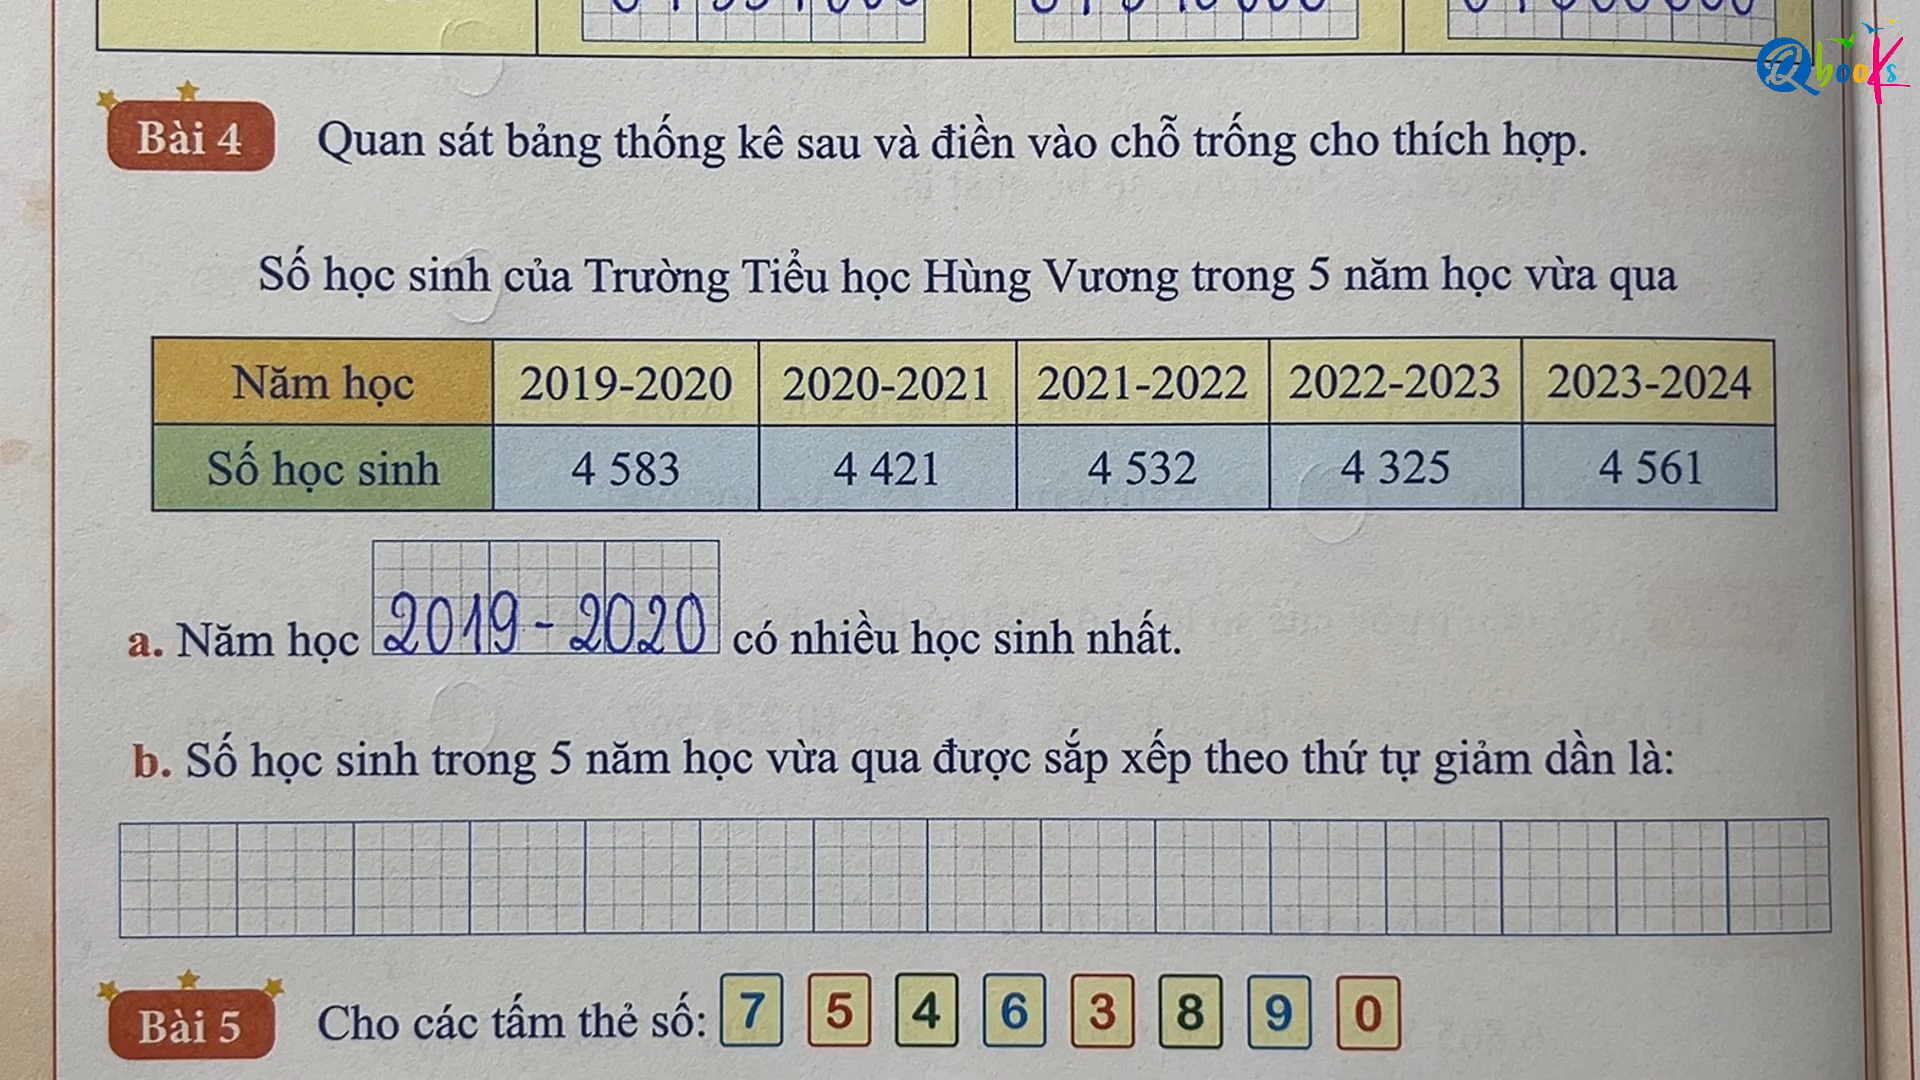 Qbooks
Bài 4 Quan sát bảng thống kê sau và điền vào chỗ trống cho thích hợp.
Số học sinh của Trường Tiểu học Hùng Vương trong 5 năm học vừa qua
Năm học 2019-2020 2020-2021 2021-2022 2022-2023 2023-2024
Số học sinh 4 583 4 421 4 532 4 325 4 561
a. Năm học 2019-2020 có nhiều học sinh nhất.
b. Số học sinh trong 5 năm học vừa qua được sắp xếp theo thứ tự giảm dần là:
Bài 5 Cho các tấm thẻ số: 7 5 4 6 3 8 9 0